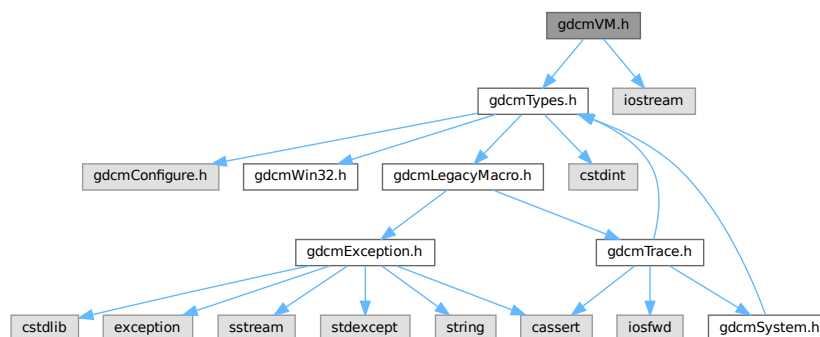 gdcmVM.h
gdcmTypes.h
iostream
gdcmConfigure.h
gdcmWin32.h
gdcmLegacyMacro.h
cstdint
gdcmException.h
gdcmTrace.h
cstdlib
exception
sstream
stdexcept
string
cassert
iosfwd
gdcmSystem.h